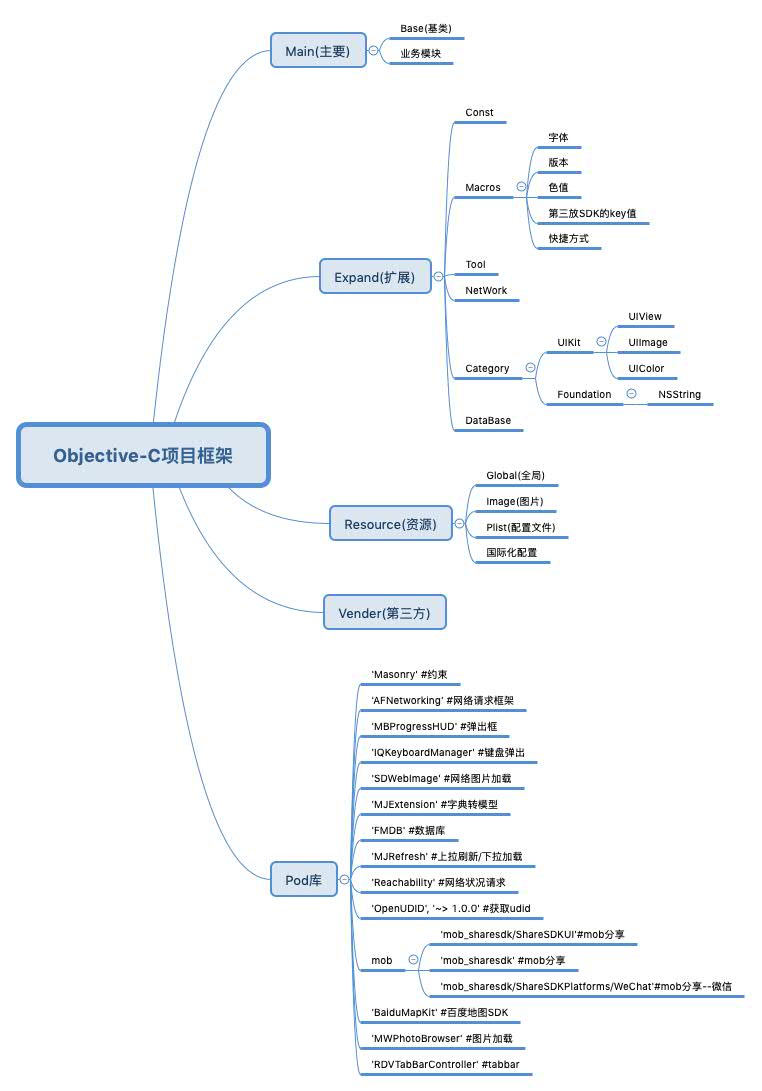 Main(主要)
Base(基类)
业务模块
Expand(扩展)
Const
Macros
字体
版本
色值
第三放SDK的key值
快捷方式
Tool
NetWork
Category
UIKit
UIView
UIImage
UIColor
Foundation
NSString
DataBase
Objective-C项目框架
Resource(资源)
Global(全局)
Image(图片)
Plist(配置文件)
国际化配置
Vender(第三方)
Pod库
'Masonry' #约束
'AFNetworking' #网络请求框架
'MBProgressHUD' #弹出框
'IQKeyboardManager' #键盘弹出
'SDWebImage' #网络图片加载
'MJExtension' #字典转模型
'FMDB' #数据库
'MJRefresh' #上拉刷新/下拉加载
'Reachability' #网络状况请求
'OpenUDID', '~> 1.0.0' #获取udid
mob
'mob_sharesdk/ShareSDKUI'#mob分享
'mob_sharesdk' #mob分享
'mob_sharesdk/ShareSDKPlatforms/WeChat'#mob分享--微信
'BaiduMapKit' #百度地图SDK
'MWPhotoBrowser' #图片加载
'RDVTabBarController' #tabbar